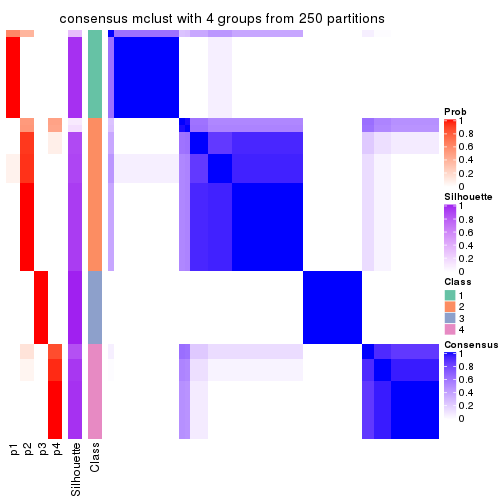 consensus mclust with 4 groups from 250 partitions
Prob
1
0.8
0.6
0.4
0.2
0
Silhouette
1
0.8
0.6
0.4
0.2
0
Class
1
2
3
4
Consensus
1
0.8
0.6
0.4
0.2
0
p1
p2
p3
p4
Silhouette
Class